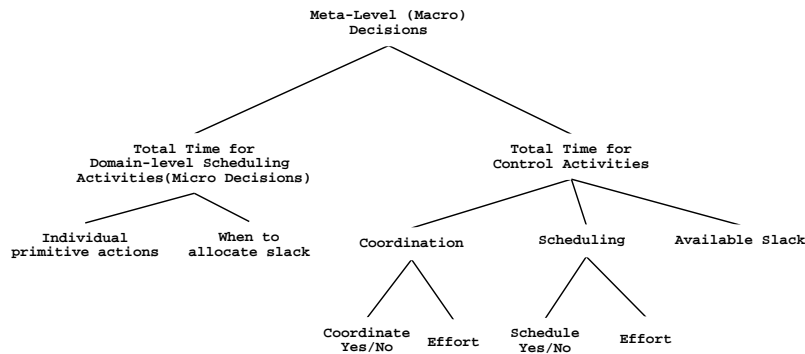 Meta-Level (Macro)
Decisions
Total Time for
Domain-level Scheduling
Activities(Micro Decisions)
Total Time for
Control Activities
Individual
primitive actions
When to
allocate slack
Coordination
Scheduling
Available Slack
Coordinate
Yes/No
Effort
Schedule
Yes/No
Effort